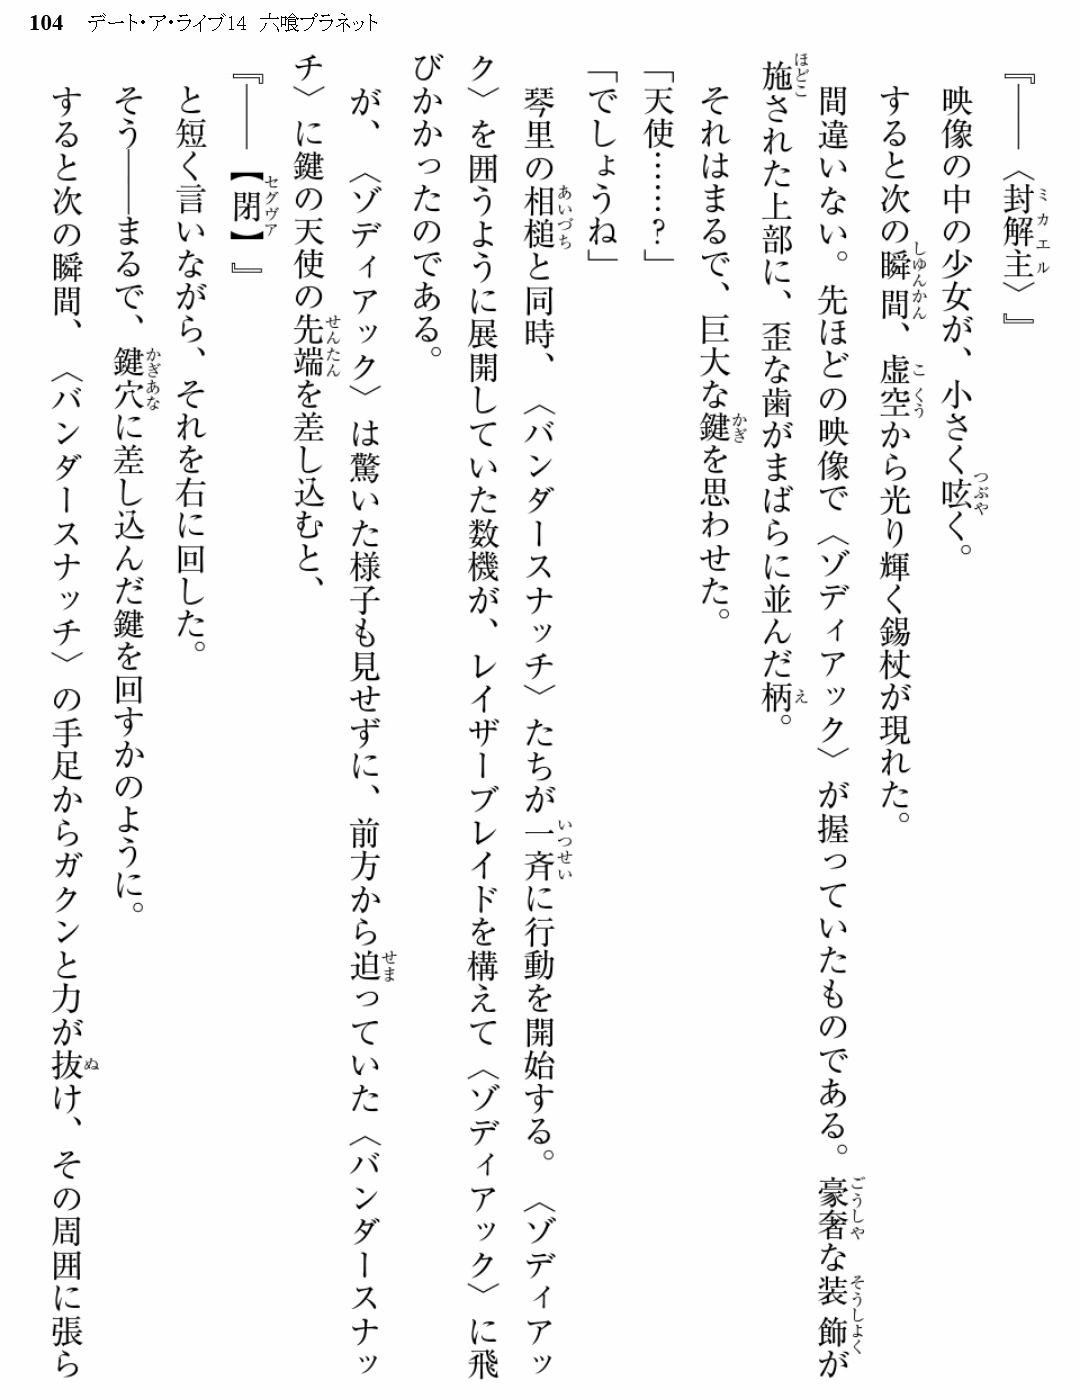 104 デート・ア・ライブ14 六喰プラネット
『――〈封解主〉』
映像の中の少女が、小さく呟く。
すると次の瞬間、虚空から光り輝く錫杖が現れた。
間違いない。先ほどの映像で〈ゾディアック〉が握っていたものである。豪奢な装飾が
施された上部に、歪な歯がまばらに並んだ柄。
それはまるで、巨大な鍵を思わせた。
「天使……？」
「でしょうね」
琴里の相槌と同時、〈バンダースナッチ〉たちが一斉に行動を開始する。〈ゾディアッ
ク〉を囲うように展開していた数機が、レイザーブレイドを構えて〈ゾディアック〉に飛
びかかったのである。
が、〈ゾディアック〉は驚いた様子も見せずに、前方から迫っていた〈バンダースナッ
チ〉に鍵の天使の先端を差し込むと、
『――【閉】』
と短く言いながら、それを右に回した。
そう――まるで、鍵穴に差し込んだ鍵を回すかのように。
すると次の瞬間、〈バンダースナッチ〉の手足からガクンと力が抜け、その周囲に張ら